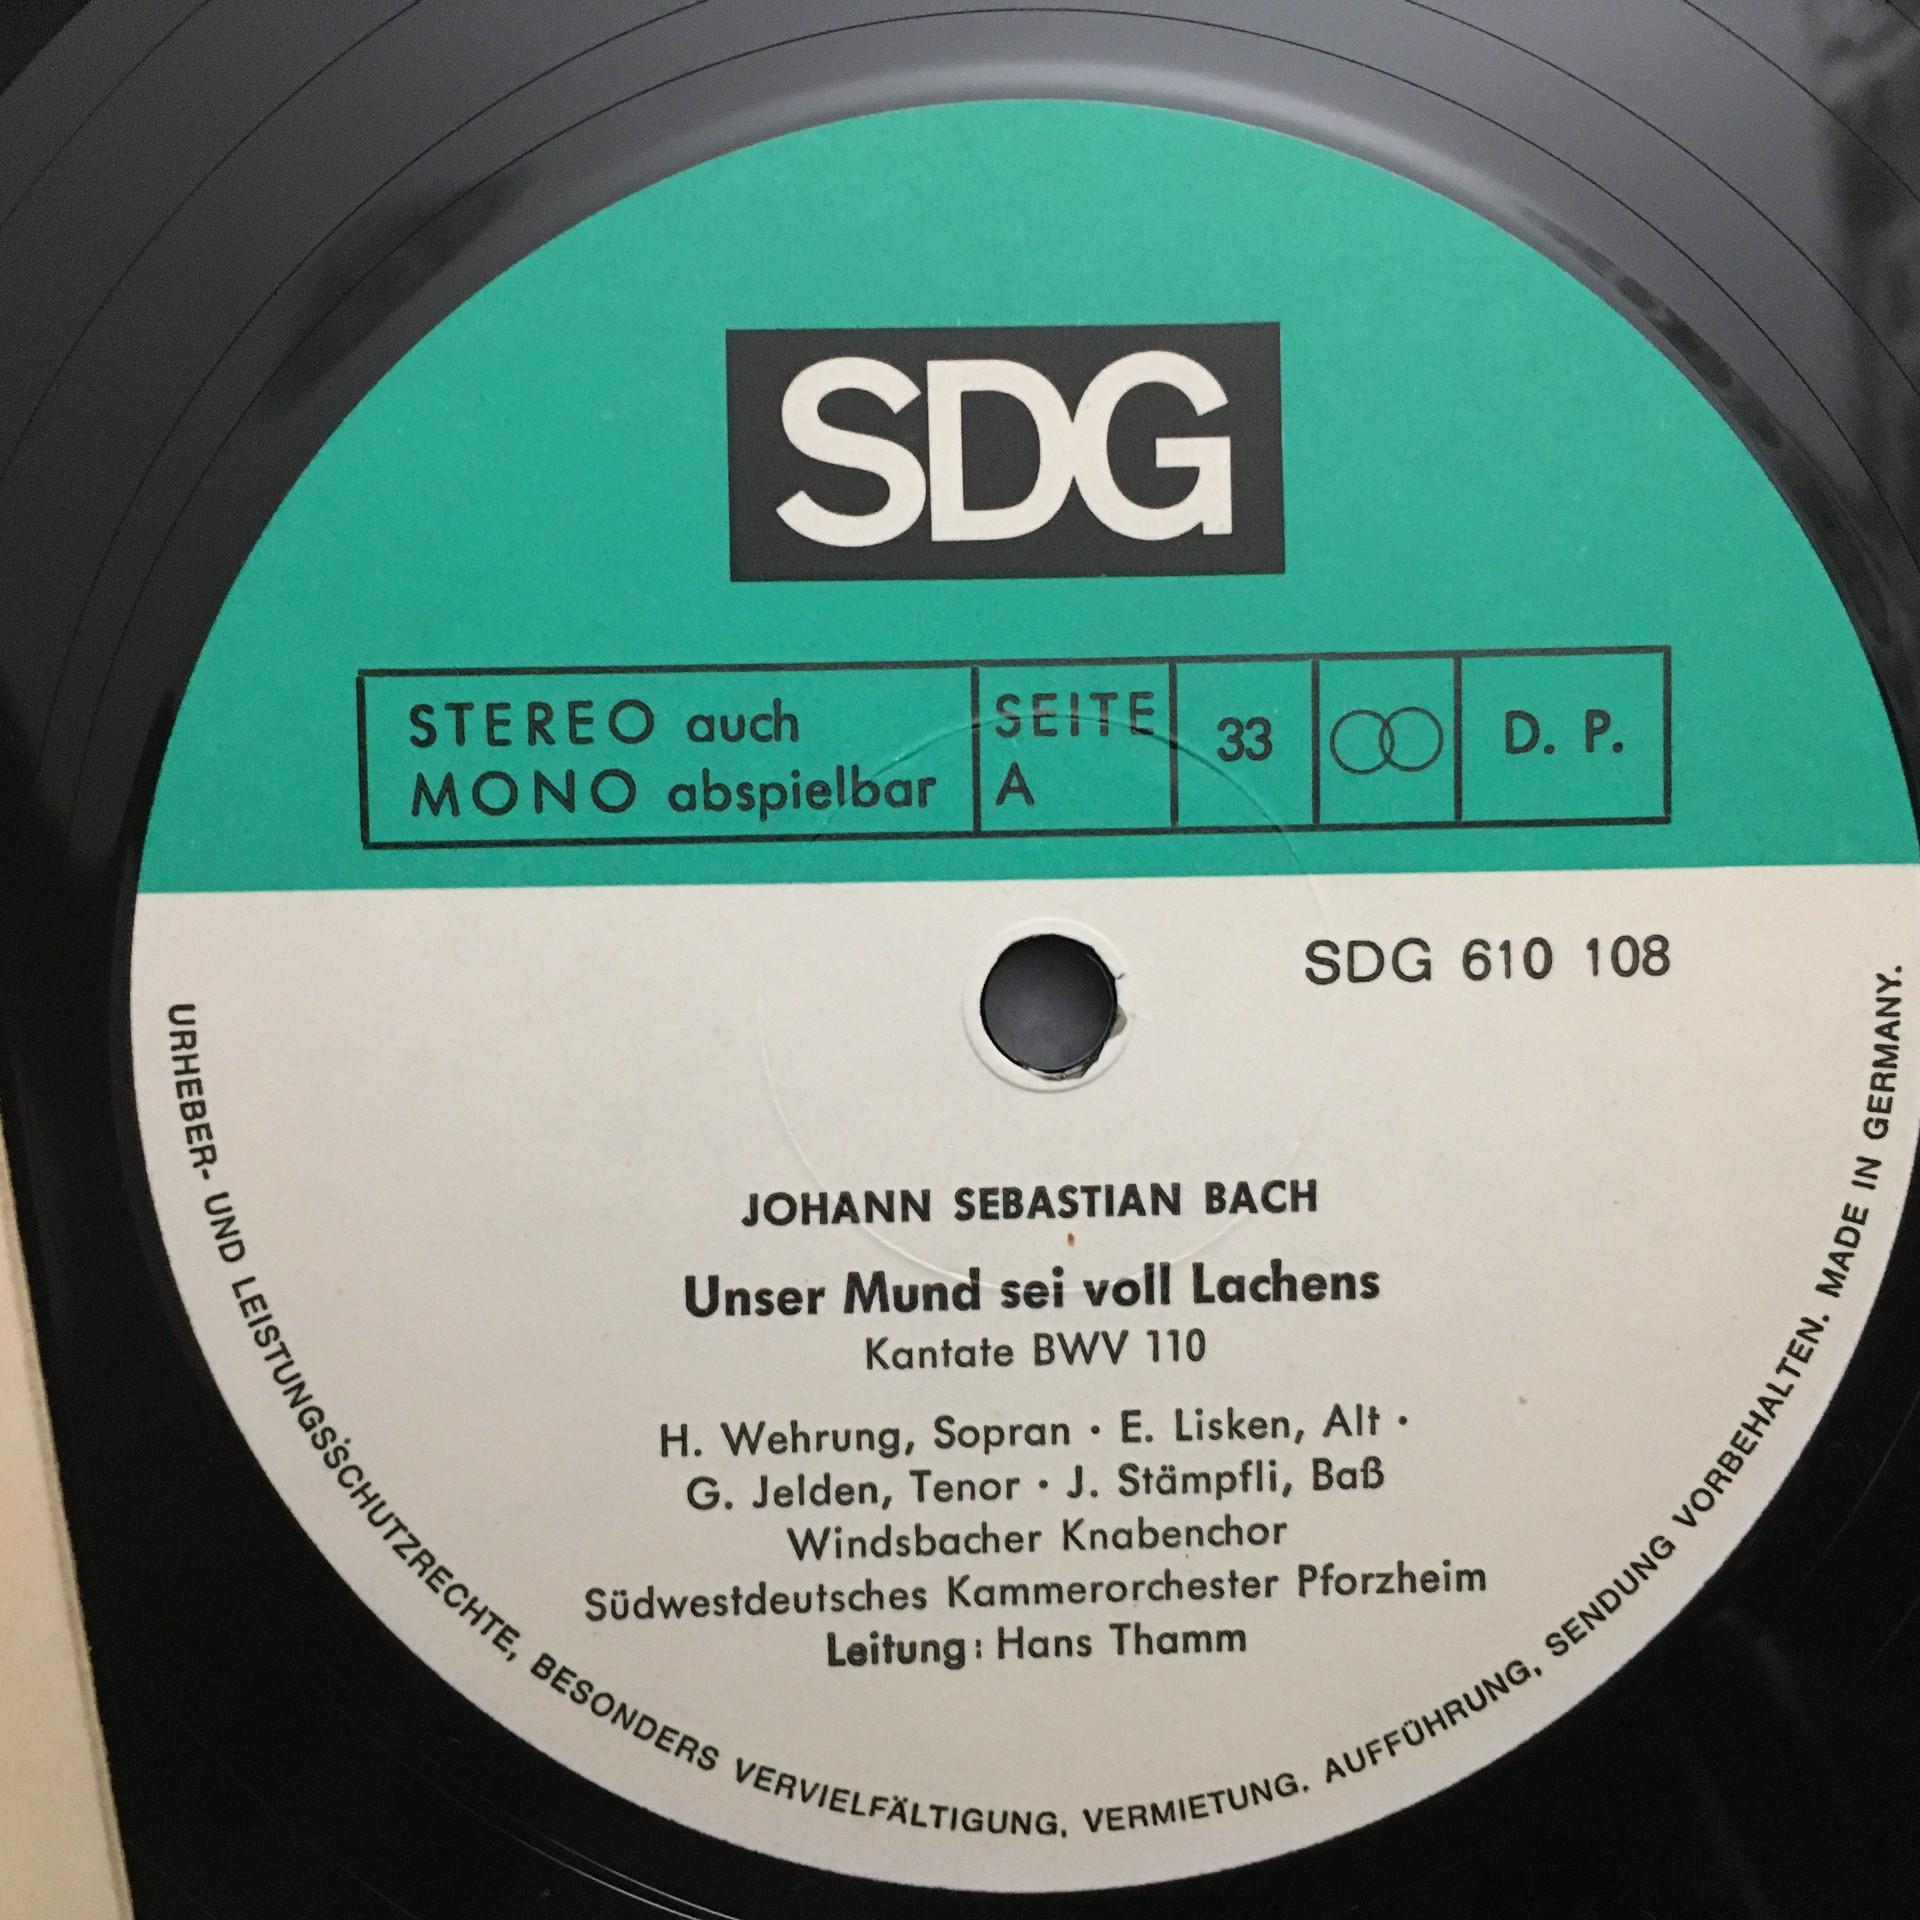 SDG
STEREO auch
MONO abspielbar
SEITE
A
33
D. P.
SDG 610 108
JOHANN SEBASTIAN BACH
Unser Mund sei voll Lachens
Kantate BWV 110
H. Wehrung, Sopran · E. Lisken, Alt ·
G. Jelden, Tenor · J. Stämpfli, Baß
Windsbacher Knabenchor
Südwestdeutsches Kammerorchester Pforzheim
Leitung: Hans Thamm
URHEBER- UND LEISTUNGSSCHUTZRECHTE, BESONDERS VERVIELFÄLTIGUNG, VERMIETUNG, AUFFÜHRUNG, SENDUNG VORBEHALTEN. MADE IN GERMANY.